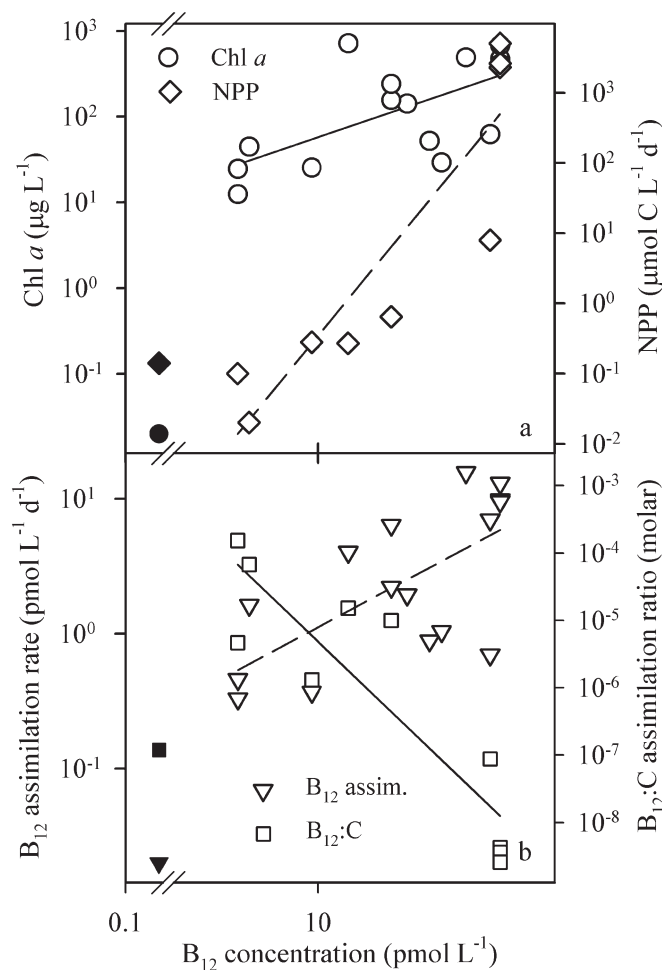 10³
10²
10¹
10⁰
10⁻¹
Chl a (µg L⁻¹)
Chl a
NPP
10³
10²
10¹
10⁰
10⁻¹
10⁻²
NPP (µmol C L⁻¹ d⁻¹)
a
10¹
10⁰
10⁻¹
B₁₂ assimilation rate (pmol L⁻¹ d⁻¹)
B₁₂ assim.
B₁₂:C
b
10⁻³
10⁻⁴
10⁻⁵
10⁻⁶
10⁻⁷
10⁻⁸
B₁₂:C assimilation ratio (molar)
0.1
10
B₁₂ concentration (pmol L⁻¹)